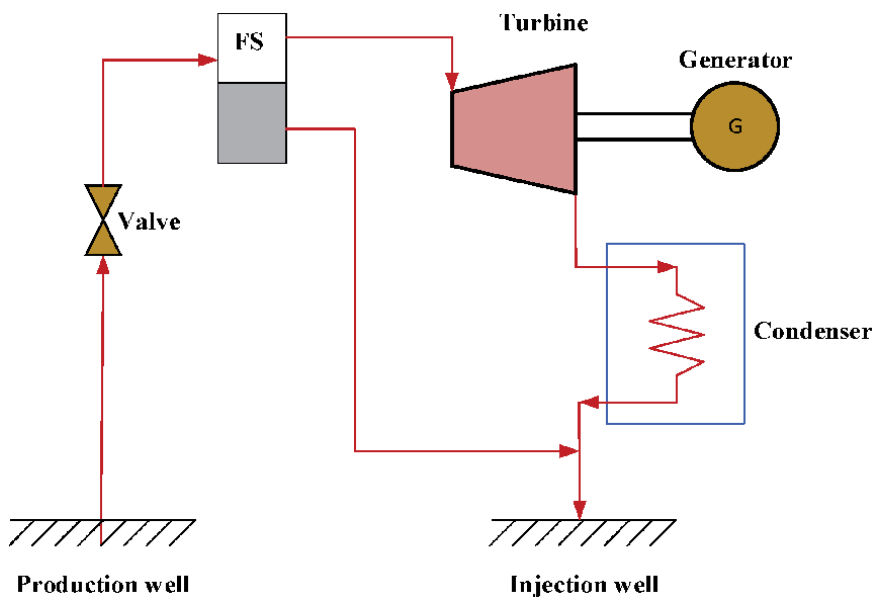 Turbine
FS
Generator
G
Valve
Condenser
Production well
Injection well